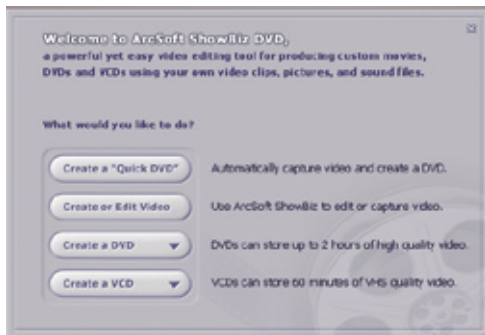 Welcome to ArcSoft ShowBiz DVD,
a powerful yet easy video editing tool for producing custom movies,
DVDs and VCDs using your own video clips, pictures, and sound files.
What would you like to do?
Create a "Quick DVD" Automatically capture video and create a DVD.
Create or Edit Video Use ArcSoft ShowBiz to edit or capture video.
Create a DVD DVDs can store up to 2 hours of high quality video.
Create a VCD VCDs can store 60 minutes of VHS quality video.